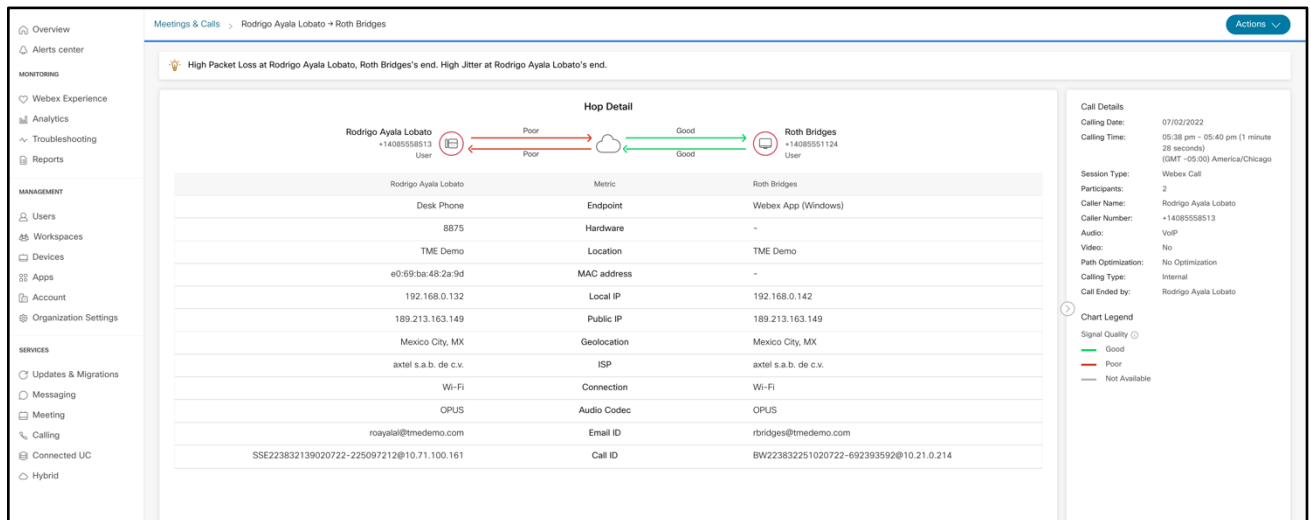 Overview
Alerts center
MONITORING
Webex Experience
Analytics
Troubleshooting
Reports
MANAGEMENT
Users
Workspaces
Devices
Apps
Account
Organization Settings
SERVICES
Updates & Migrations
Messaging
Meeting
Calling
Connected UC
Hybrid
Meetings & Calls > Rodrigo Ayala Lobato → Roth Bridges
Actions
High Packet Loss at Rodrigo Ayala Lobato, Roth Bridges's end. High Jitter at Rodrigo Ayala Lobato's end.
Hop Detail
Rodrigo Ayala Lobato
+14085558513
User
Poor
Poor
Good
Good
Roth Bridges
+14085551124
User
Rodrigo Ayala Lobato Metric Roth Bridges
Desk Phone Endpoint Webex App (Windows)
8875 Hardware -
TME Demo Location TME Demo
e0:69:ba:48:2a:9d MAC address -
192.168.0.132 Local IP 192.168.0.142
189.213.163.149 Public IP 189.213.163.149
Mexico City, MX Geolocation Mexico City, MX
axtel s.a.b. de c.v. ISP axtel s.a.b. de c.v.
Wi-Fi Connection Wi-Fi
OPUS Audio Codec OPUS
roayalal@tmedemo.com Email ID rbridges@tmedemo.com
SSE223832139020722-225097212@10.71.100.161 Call ID BW223832251020722-692393592@10.21.0.214
Call Details
Calling Date: 07/02/2022
Calling Time: 05:38 pm - 05:40 pm (1 minute
28 seconds)
(GMT -05:00) America/Chicago
Session Type: Webex Call
Participants: 2
Caller Name: Rodrigo Ayala Lobato
Caller Number: +14085558513
Audio: VoIP
Video: No
Path Optimization: No Optimization
Calling Type: Internal
Call Ended by: Rodrigo Ayala Lobato
Chart Legend
Signal Quality
Good
Poor
Not Available